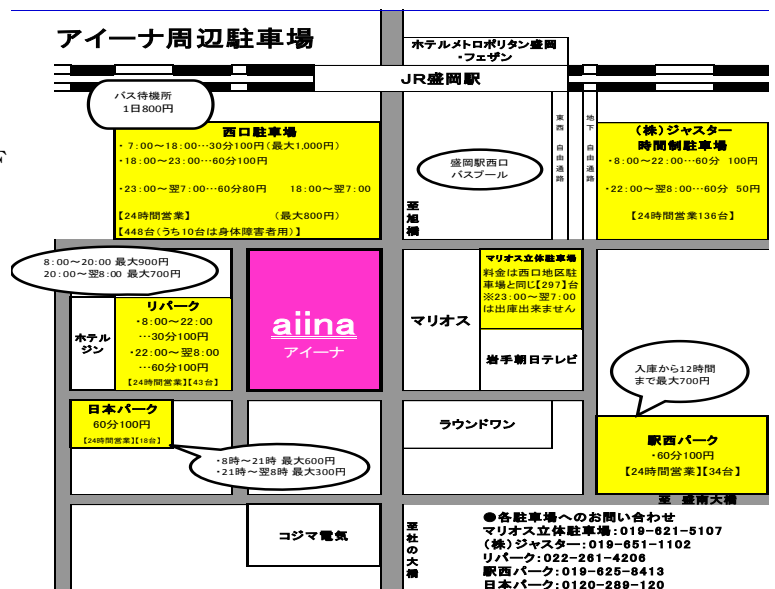 アイーナ周辺駐車場
ホテルメトロポリタン盛岡
・フェザン
JR盛岡駅
バス待機所
1日800円
西口駐車場
・7:00～18:00…30分100円(最大1,000円)
・18:00～23:00…60分100円
・23:00～翌7:00…60分80円　18:00～翌7:00
【24時間営業】　(最大800円)
【448台(うち10台は身体障害者用)】
盛岡駅西口
バスプール
東西 自由通路
地下 自由通路
(株)ジャスター
時間制駐車場
・8:00～22:00…60分 100円
・22:00～翌8:00…60分 50円
【24時間営業136台】
至旭橋
8:00～20:00 最大900円
20:00～翌8:00 最大700円
リパーク
・8:00～22:00
…30分100円
・22:00～翌8:00
…60分100円
【24時間営業】【43台】
ホテル
ジン
aiina
アイーナ
マリオス
マリオス立体駐車場
料金は西口地区駐
車場と同じ【297】台
※23:00～翌7:00
は出庫出来ません
岩手朝日テレビ
入庫から12時間
まで最大700円
日本パーク
60分100円
【24時間営業】【18台】
・8時～21時 最大600円
・21時～翌8時 最大300円
ラウンドワン
駅西パーク
・60分100円
【24時間営業】【34台】
至 盛南大橋
コジマ電気
至杜の大橋
●各駐車場へのお問い合わせ
マリオス立体駐車場:019-621-5107
(株)ジャスター:019-651-1102
リパーク:022-261-4206
駅西パーク:019-625-8413
日本パーク:0120-289-120